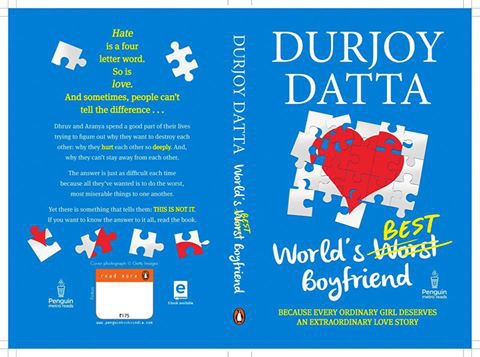 Hate
is a four
letter word.
So is
love.
And sometimes, people can't
tell the difference . . .
Dhruv and Aranya spend a good part of their lives
trying to figure out why they want to destroy each
other: why they hurt each other so deeply. And,
why they can't stay away from each other.
The answer is just as difficult each time
because all they've wanted is to do the worst,
most miserable things to one another.
Yet there is something that tells them: THIS IS NOT IT.
If you want to know the answer to it all, read the book.
Cover photograph © Getty Images
Penguin
metro reads
read more
Fiction
₹175
www.penguinbooksindia.com
e
Ebook available
DURJOY DATTA
World's Worst BEST Boyfriend
DURJOY
DATTA
BEST
World's Worst
Boyfriend
Penguin
metro reads
BECAUSE EVERY ORDINARY GIRL DESERVES
AN EXTRAORDINARY LOVE STORY